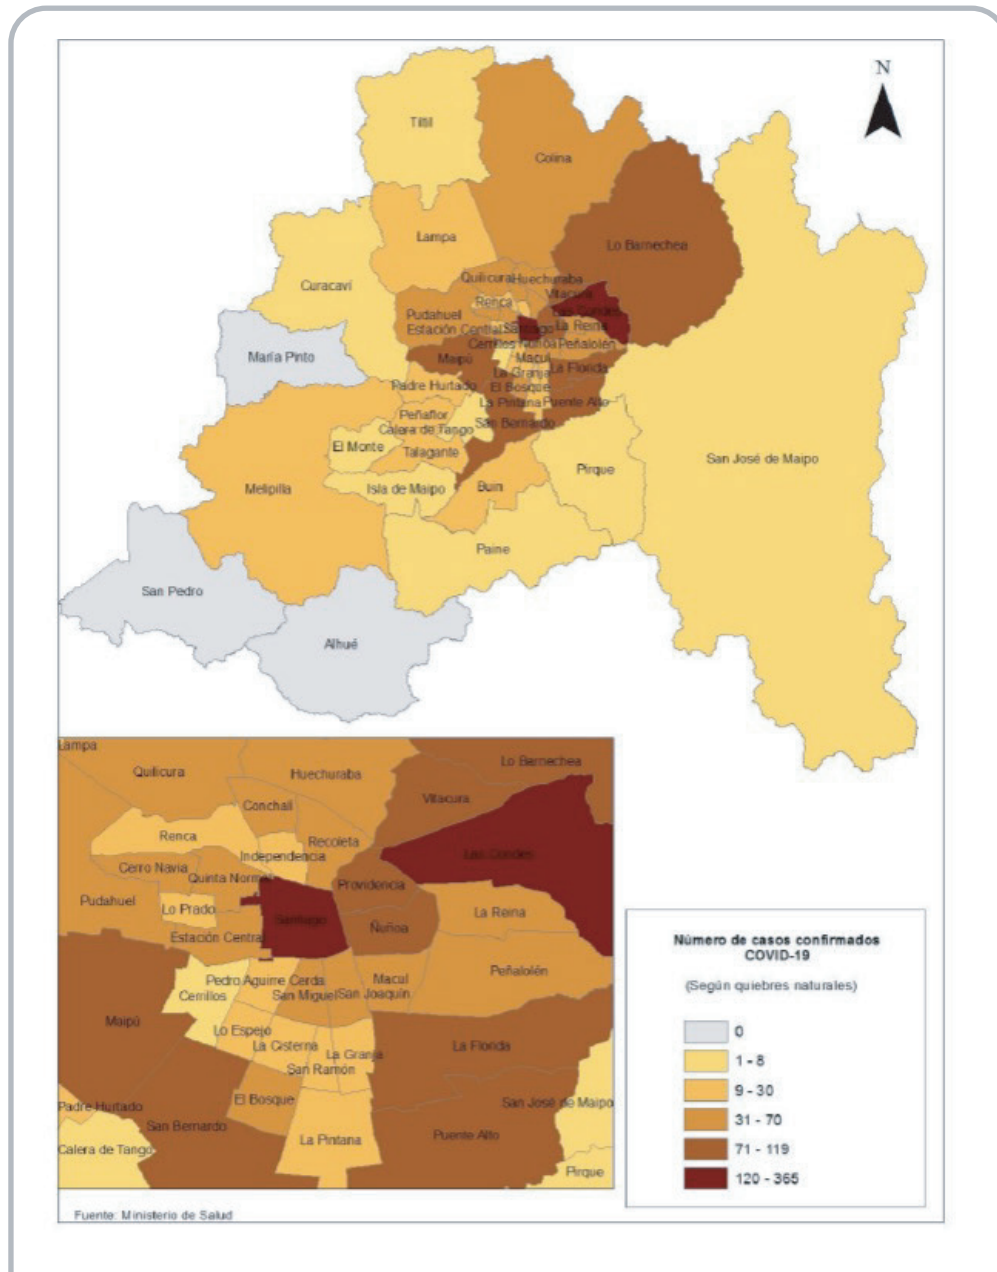 N
Tiltil
Colina
Lo Barnechea
Lampa
Curacaví
Quilicura Huechuraba
Vitacura
Renca
Las Condes
Pudahuel
Estación Central Santiago La Reina
Cerrillos Ñuñoa Peñalolén
María Pinto
Maipú Macul
La Granja La Florida
Padre Hurtado El Bosque
La Pintana Puente Alto
Peñaflor
Calera de Tango San Bernardo
El Monte
Talagante
San José de Maipo
Pirque
Melipilla Isla de Maipo Buin
Paine
San Pedro
Alhué
Lampa
Quilicura Huechuraba Lo Barnechea
Vitacura
Conchalí
Renca Recoleta
Independencia Las Condes
Cerro Navia
Quinta Normal Providencia
Pudahuel
Lo Prado Santiago La Reina
Ñuñoa
Estación Central
Peñalolén
Pedro Aguirre Cerda Macul
Cerrillos San Miguel San Joaquín
Maipú
Lo Espejo
La Cisterna La Granja La Florida
San Ramón
El Bosque
Padre Hurtado San José de Maipo
San Bernardo
La Pintana Puente Alto
Calera de Tango
Pirque
Número de casos confirmados
COVID-19
(Según quiebres naturales)
0
1 - 8
9 - 30
31 - 70
71 - 119
120 - 365
Fuente: Ministerio de Salud